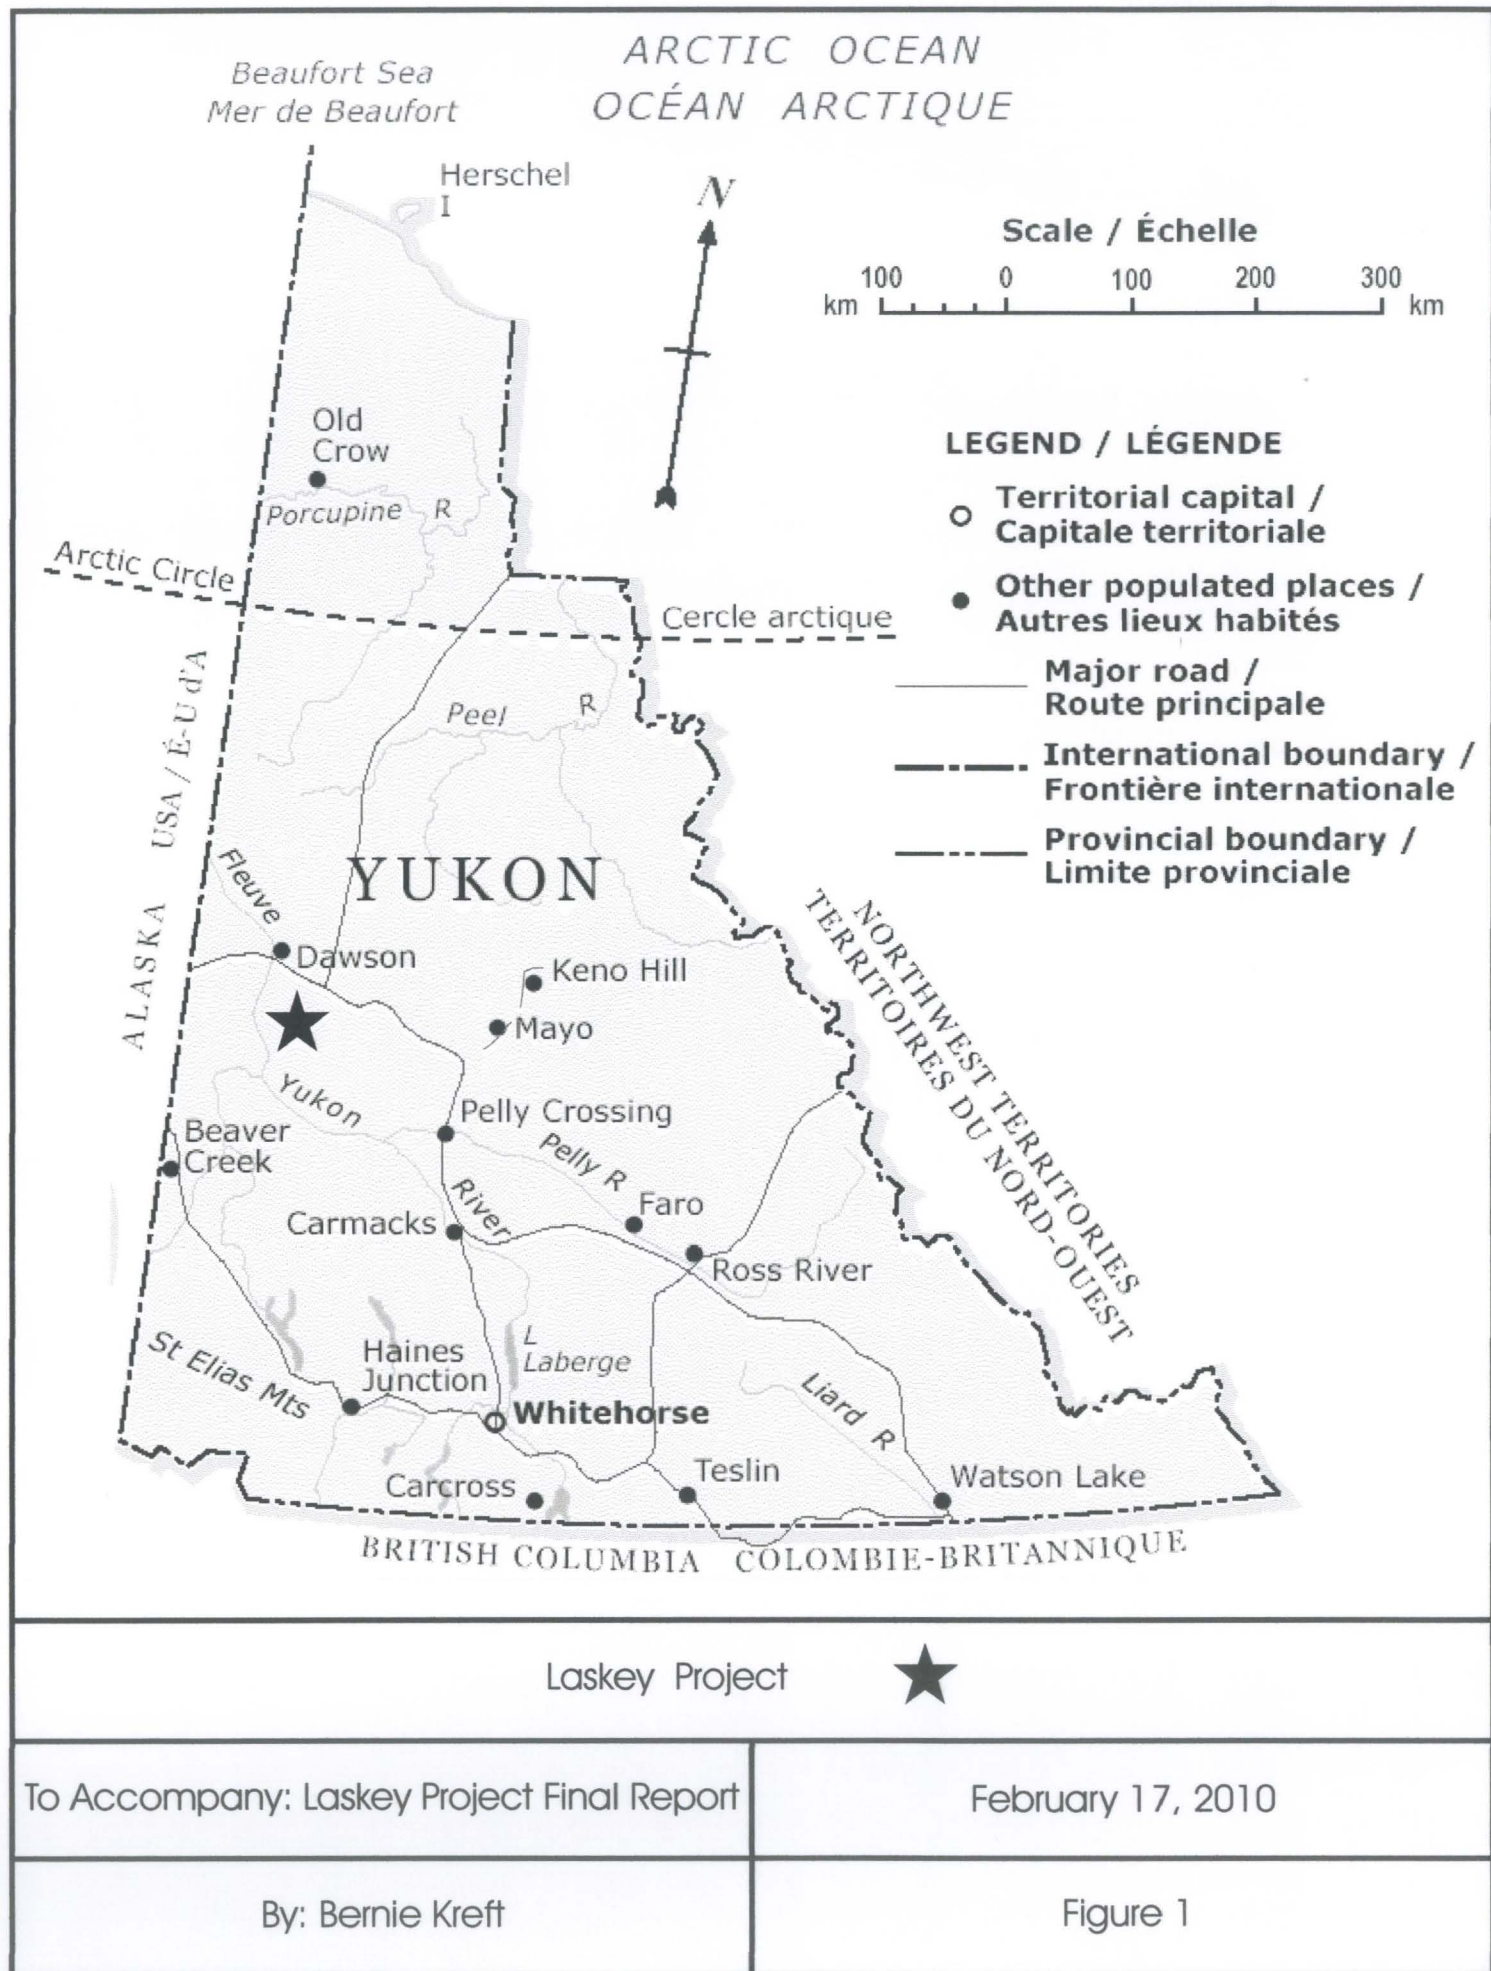 ARCTIC OCEAN
OCÉAN ARCTIQUE
Beaufort Sea
Mer de Beaufort
Herschel
I
N
Scale / Échelle
100 0 100 200 300
km km
Old
Crow
Porcupine R
Arctic Circle
Cercle arctique
LEGEND / LÉGENDE
Territorial capital /
Capitale territoriale
Other populated places /
Autres lieux habités
Major road /
Route principale
International boundary /
Frontière internationale
Provincial boundary /
Limite provinciale
Peel R
ALASKA USA / É-U d'A
Fleuve
YUKON
NORTHWEST TERRITORIES
TERRITOIRES DU NORD-OUEST
Dawson
Keno Hill
Mayo
Yukon
River
Pelly Crossing
Pelly R
Beaver
Creek
Faro
Carmacks
Ross River
St Elias Mts
Haines
Junction
L
Laberge
Liard R
Whitehorse
Carcross
Teslin
Watson Lake
BRITISH COLUMBIA COLOMBIE-BRITANNIQUE
Laskey Project
To Accompany: Laskey Project Final Report
February 17, 2010
By: Bernie Kreft
Figure 1